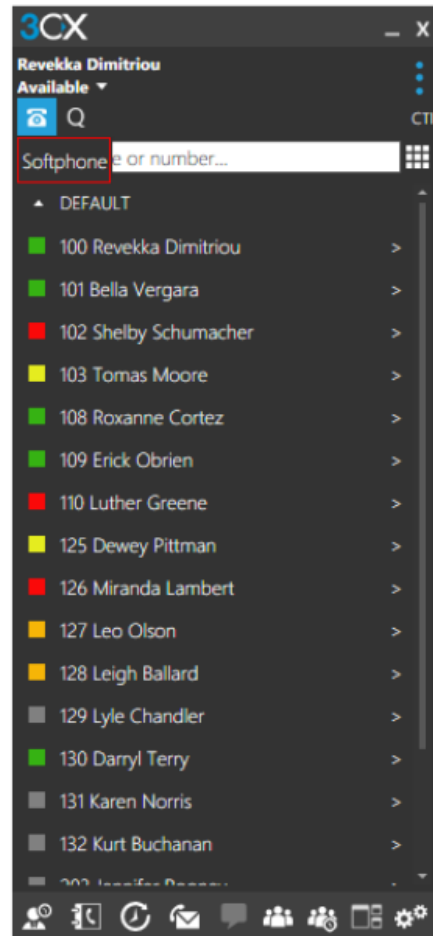 3CX
Revekka Dimitriou
Available
CTI
Softphone e or number...
DEFAULT
100 Revekka Dimitriou
101 Bella Vergara
102 Shelby Schumacher
103 Tomas Moore
108 Roxanne Cortez
109 Erick Obrien
110 Luther Greene
125 Dewey Pittman
126 Miranda Lambert
127 Leo Olson
128 Leigh Ballard
129 Lyle Chandler
130 Darryl Terry
131 Karen Norris
132 Kurt Buchanan